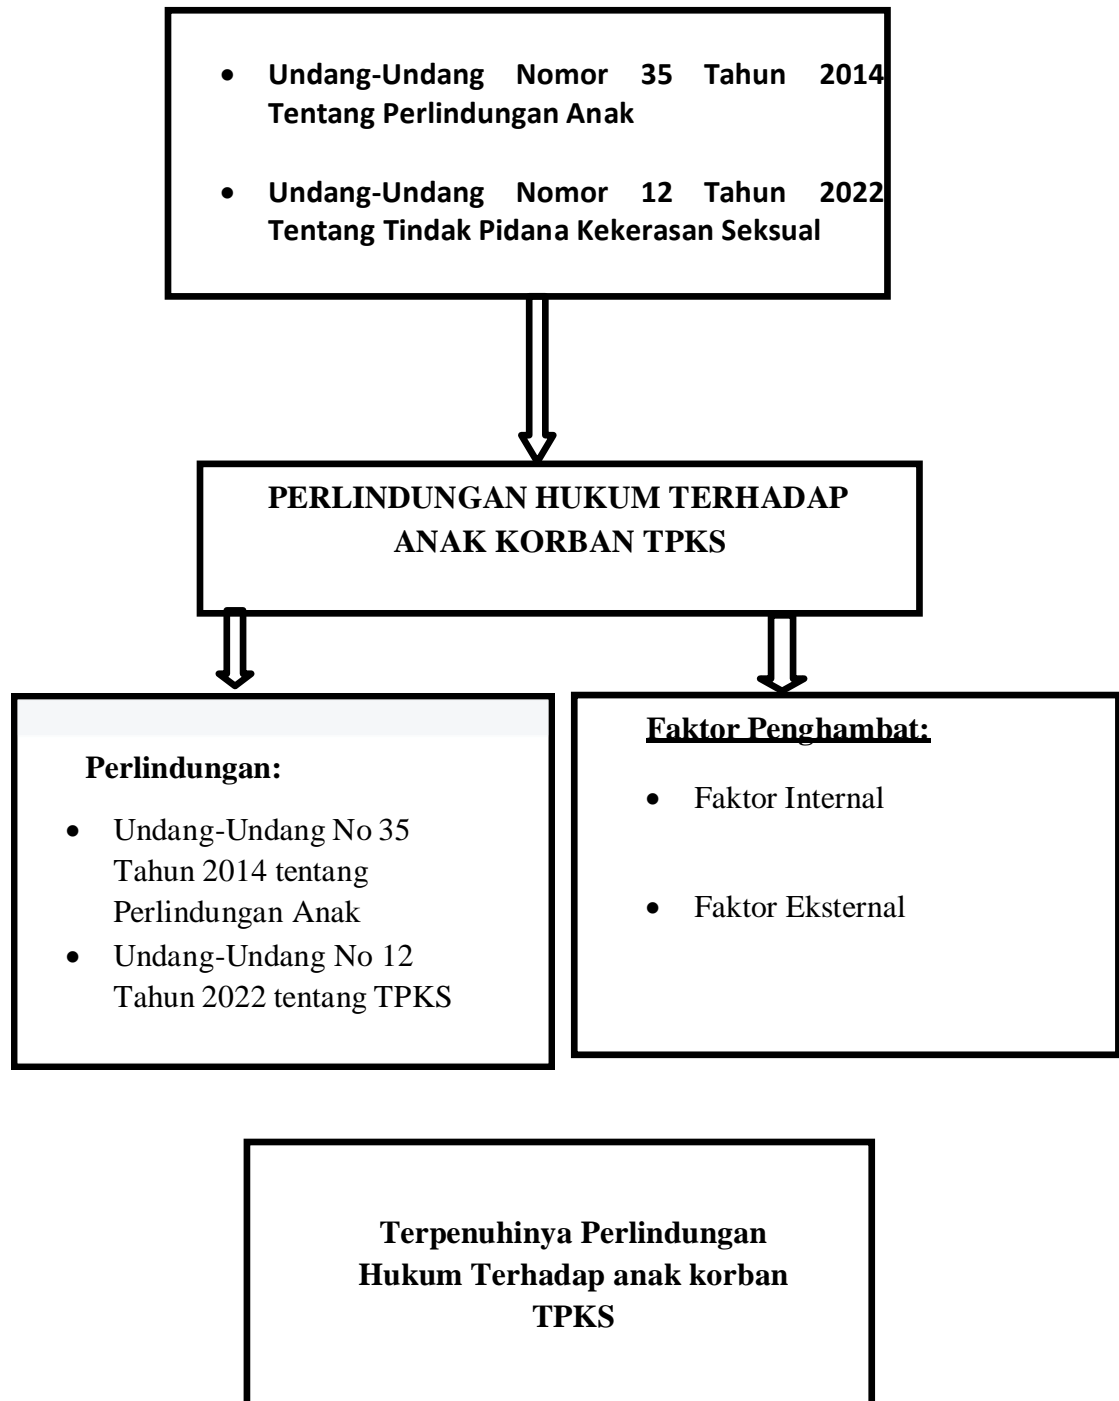 • Undang-Undang Nomor 35 Tahun 2014
Tentang Perlindungan Anak
• Undang-Undang Nomor 12 Tahun 2022
Tentang Tindak Pidana Kekerasan Seksual
PERLINDUNGAN HUKUM TERHADAP
ANAK KORBAN TPKS
Perlindungan:
• Undang-Undang No 35
Tahun 2014 tentang
Perlindungan Anak
• Undang-Undang No 12
Tahun 2022 tentang TPKS
Faktor Penghambat:
• Faktor Internal
• Faktor Eksternal
Terpenuhinya Perlindungan
Hukum Terhadap anak korban
TPKS